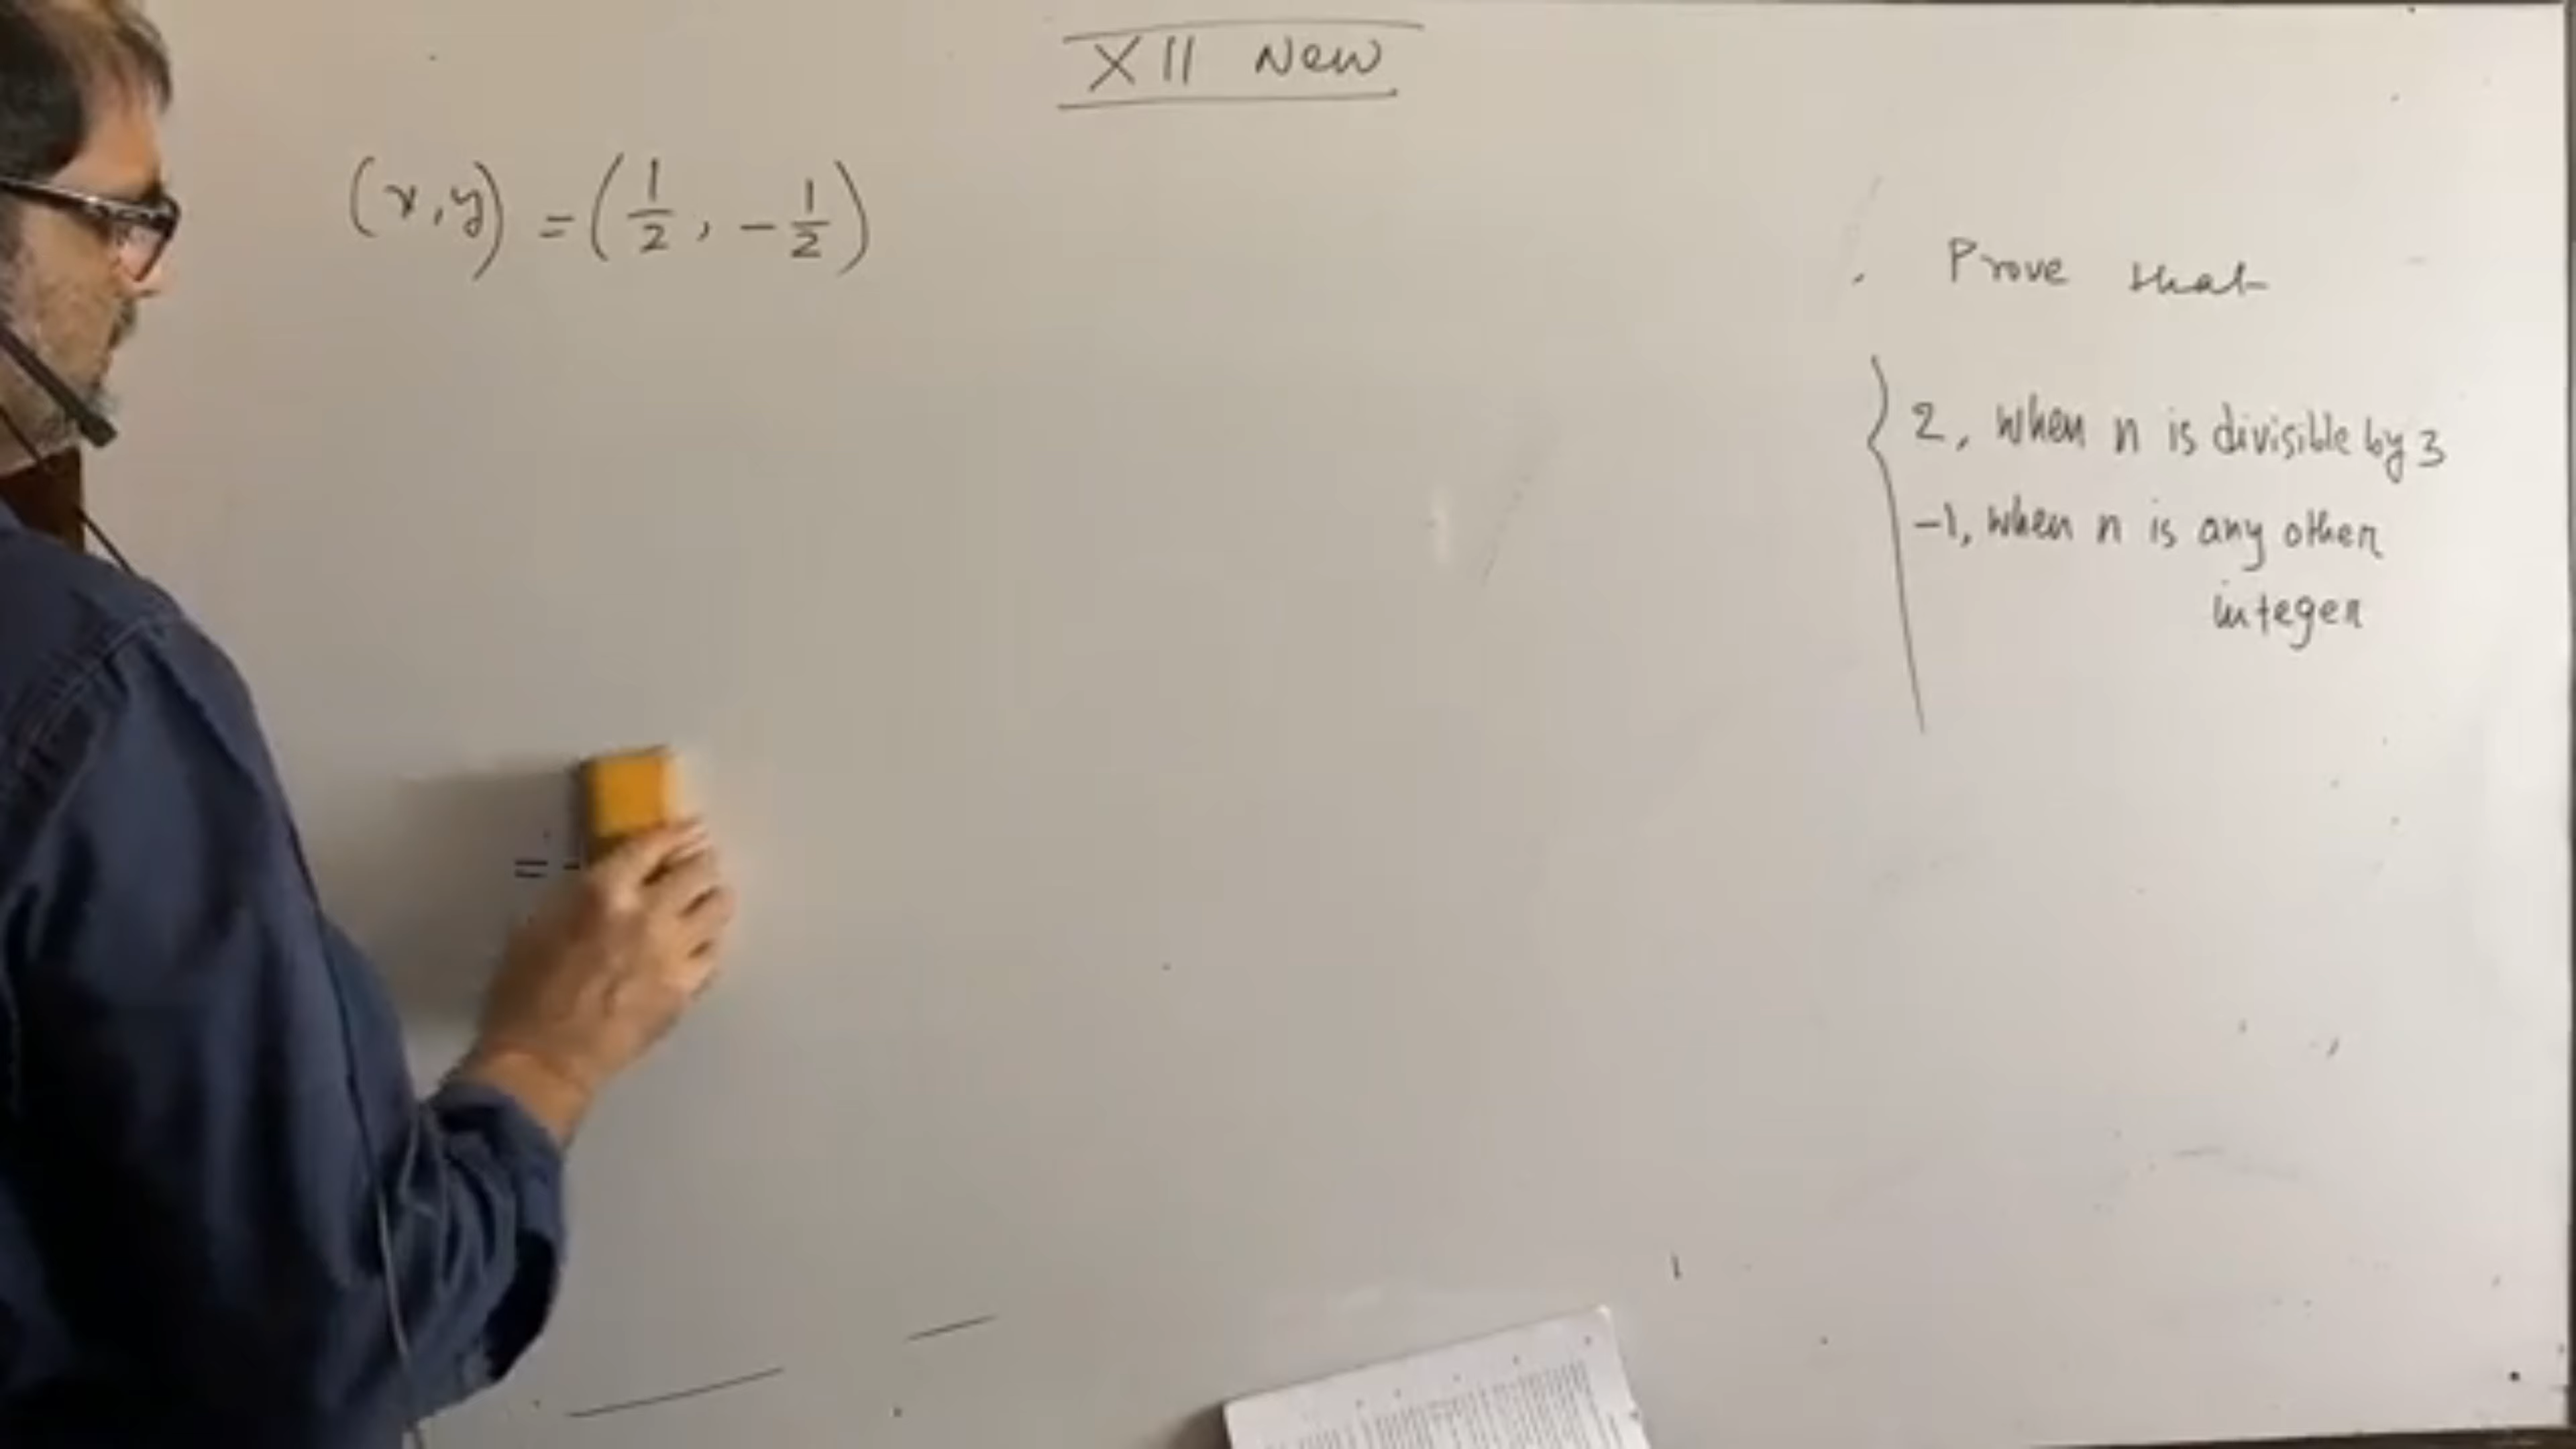 XII New
(x,y) = (1/2, -1/2)
Prove that
{ 2, when n is divisible by 3
-1, when n is any other
integer
= -